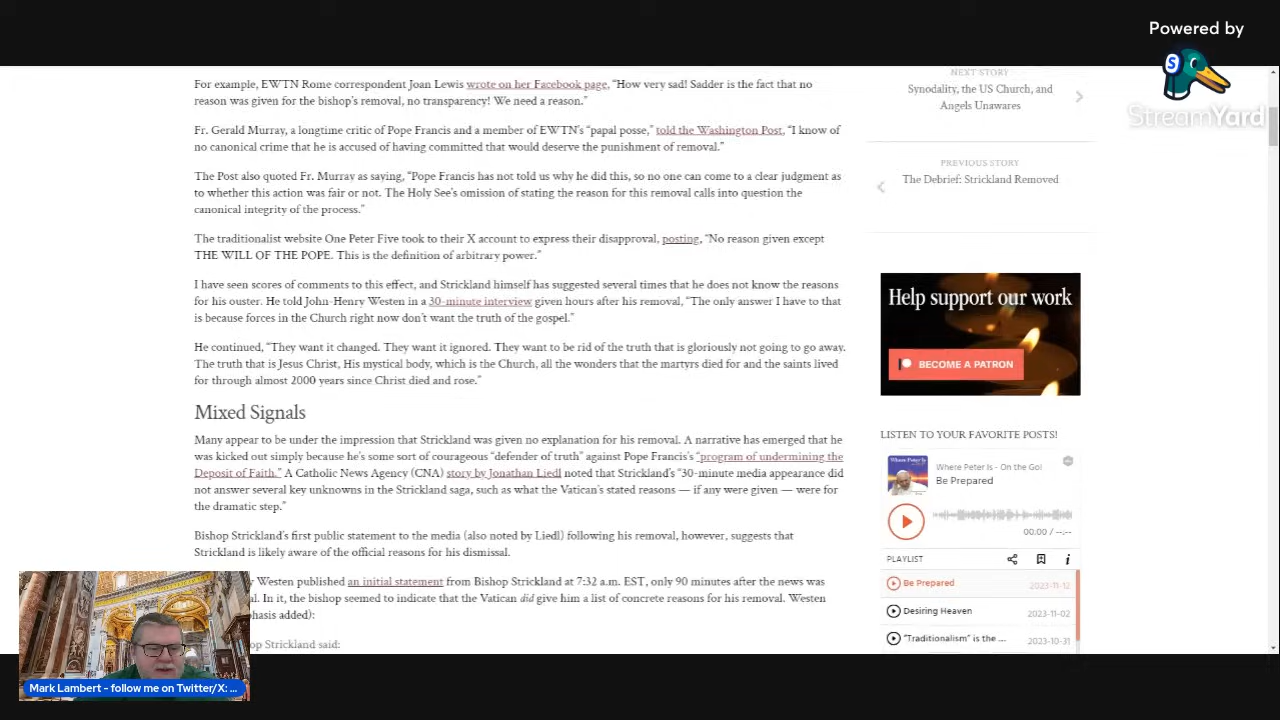 Powered by
StreamYard
For example, EWTN Rome correspondent Joan Lewis wrote on her Facebook page, “How very sad! Sadder is the fact that no
reason was given for the bishop’s removal, no transparency! We need a reason.”
Fr. Gerald Murray, a longtime critic of Pope Francis and a member of EWTN’s “papal posse,” told the Washington Post, “I know of
no canonical crime that he is accused of having committed that would deserve the punishment of removal.”
The Post also quoted Fr. Murray as saying, “Pope Francis has not told us why he did this, so no one can come to a clear judgment as
to whether this action was fair or not. The Holy See’s omission of stating the reason for this removal calls into question the
canonical integrity of the process.”
The traditionalist website One Peter Five took to their X account to express their disapproval, posting, “No reason given except
THE WILL OF THE POPE. This is the definition of arbitrary power.”
I have seen scores of comments to this effect, and Strickland himself has suggested several times that he does not know the reasons
for his ouster. He told John-Henry Westen in a 30-minute interview given hours after his removal, “The only answer I have to that
is because forces in the Church right now don’t want the truth of the gospel.”
He continued, “They want it changed. They want it ignored. They want to be rid of the truth that is gloriously not going to go away.
The truth that is Jesus Christ, His mystical body, which is the Church, all the wonders that the martyrs died for and the saints lived
for through almost 2000 years since Christ died and rose.”
Mixed Signals
Many appear to be under the impression that Strickland was given no explanation for his removal. A narrative has emerged that he
was kicked out simply because he’s some sort of courageous “defender of truth” against Pope Francis’s “program of undermining the
Deposit of Faith.” A Catholic News Agency (CNA) story by Jonathan Liedl noted that Strickland’s “30-minute media appearance did
not answer several key unknowns in the Strickland saga, such as what the Vatican’s stated reasons — if any were given — were for
the dramatic step.”
Bishop Strickland’s first public statement to the media (also noted by Liedl) following his removal, however, suggests that
Strickland is likely aware of the official reasons for his dismissal.
Westen published an initial statement from Bishop Strickland at 7:32 a.m. EST, only 90 minutes after the news was
In it, the bishop seemed to indicate that the Vatican did give him a list of concrete reasons for his removal. Westen
added):
Strickland said:
NEXT STORY
Synodality, the US Church, and
Angels Unawares
PREVIOUS STORY
The Debrief: Strickland Removed
Help support our work
BECOME A PATRON
LISTEN TO YOUR FAVORITE POSTS!
Where Peter Is - On the Go!
Be Prepared
00:00 / --:--
PLAYLIST
Be Prepared 2023-11-12
Desiring Heaven 2023-11-02
“Traditionalism” is the ... 2023-10-31
Mark Lambert - follow me on Twitter/X: ...